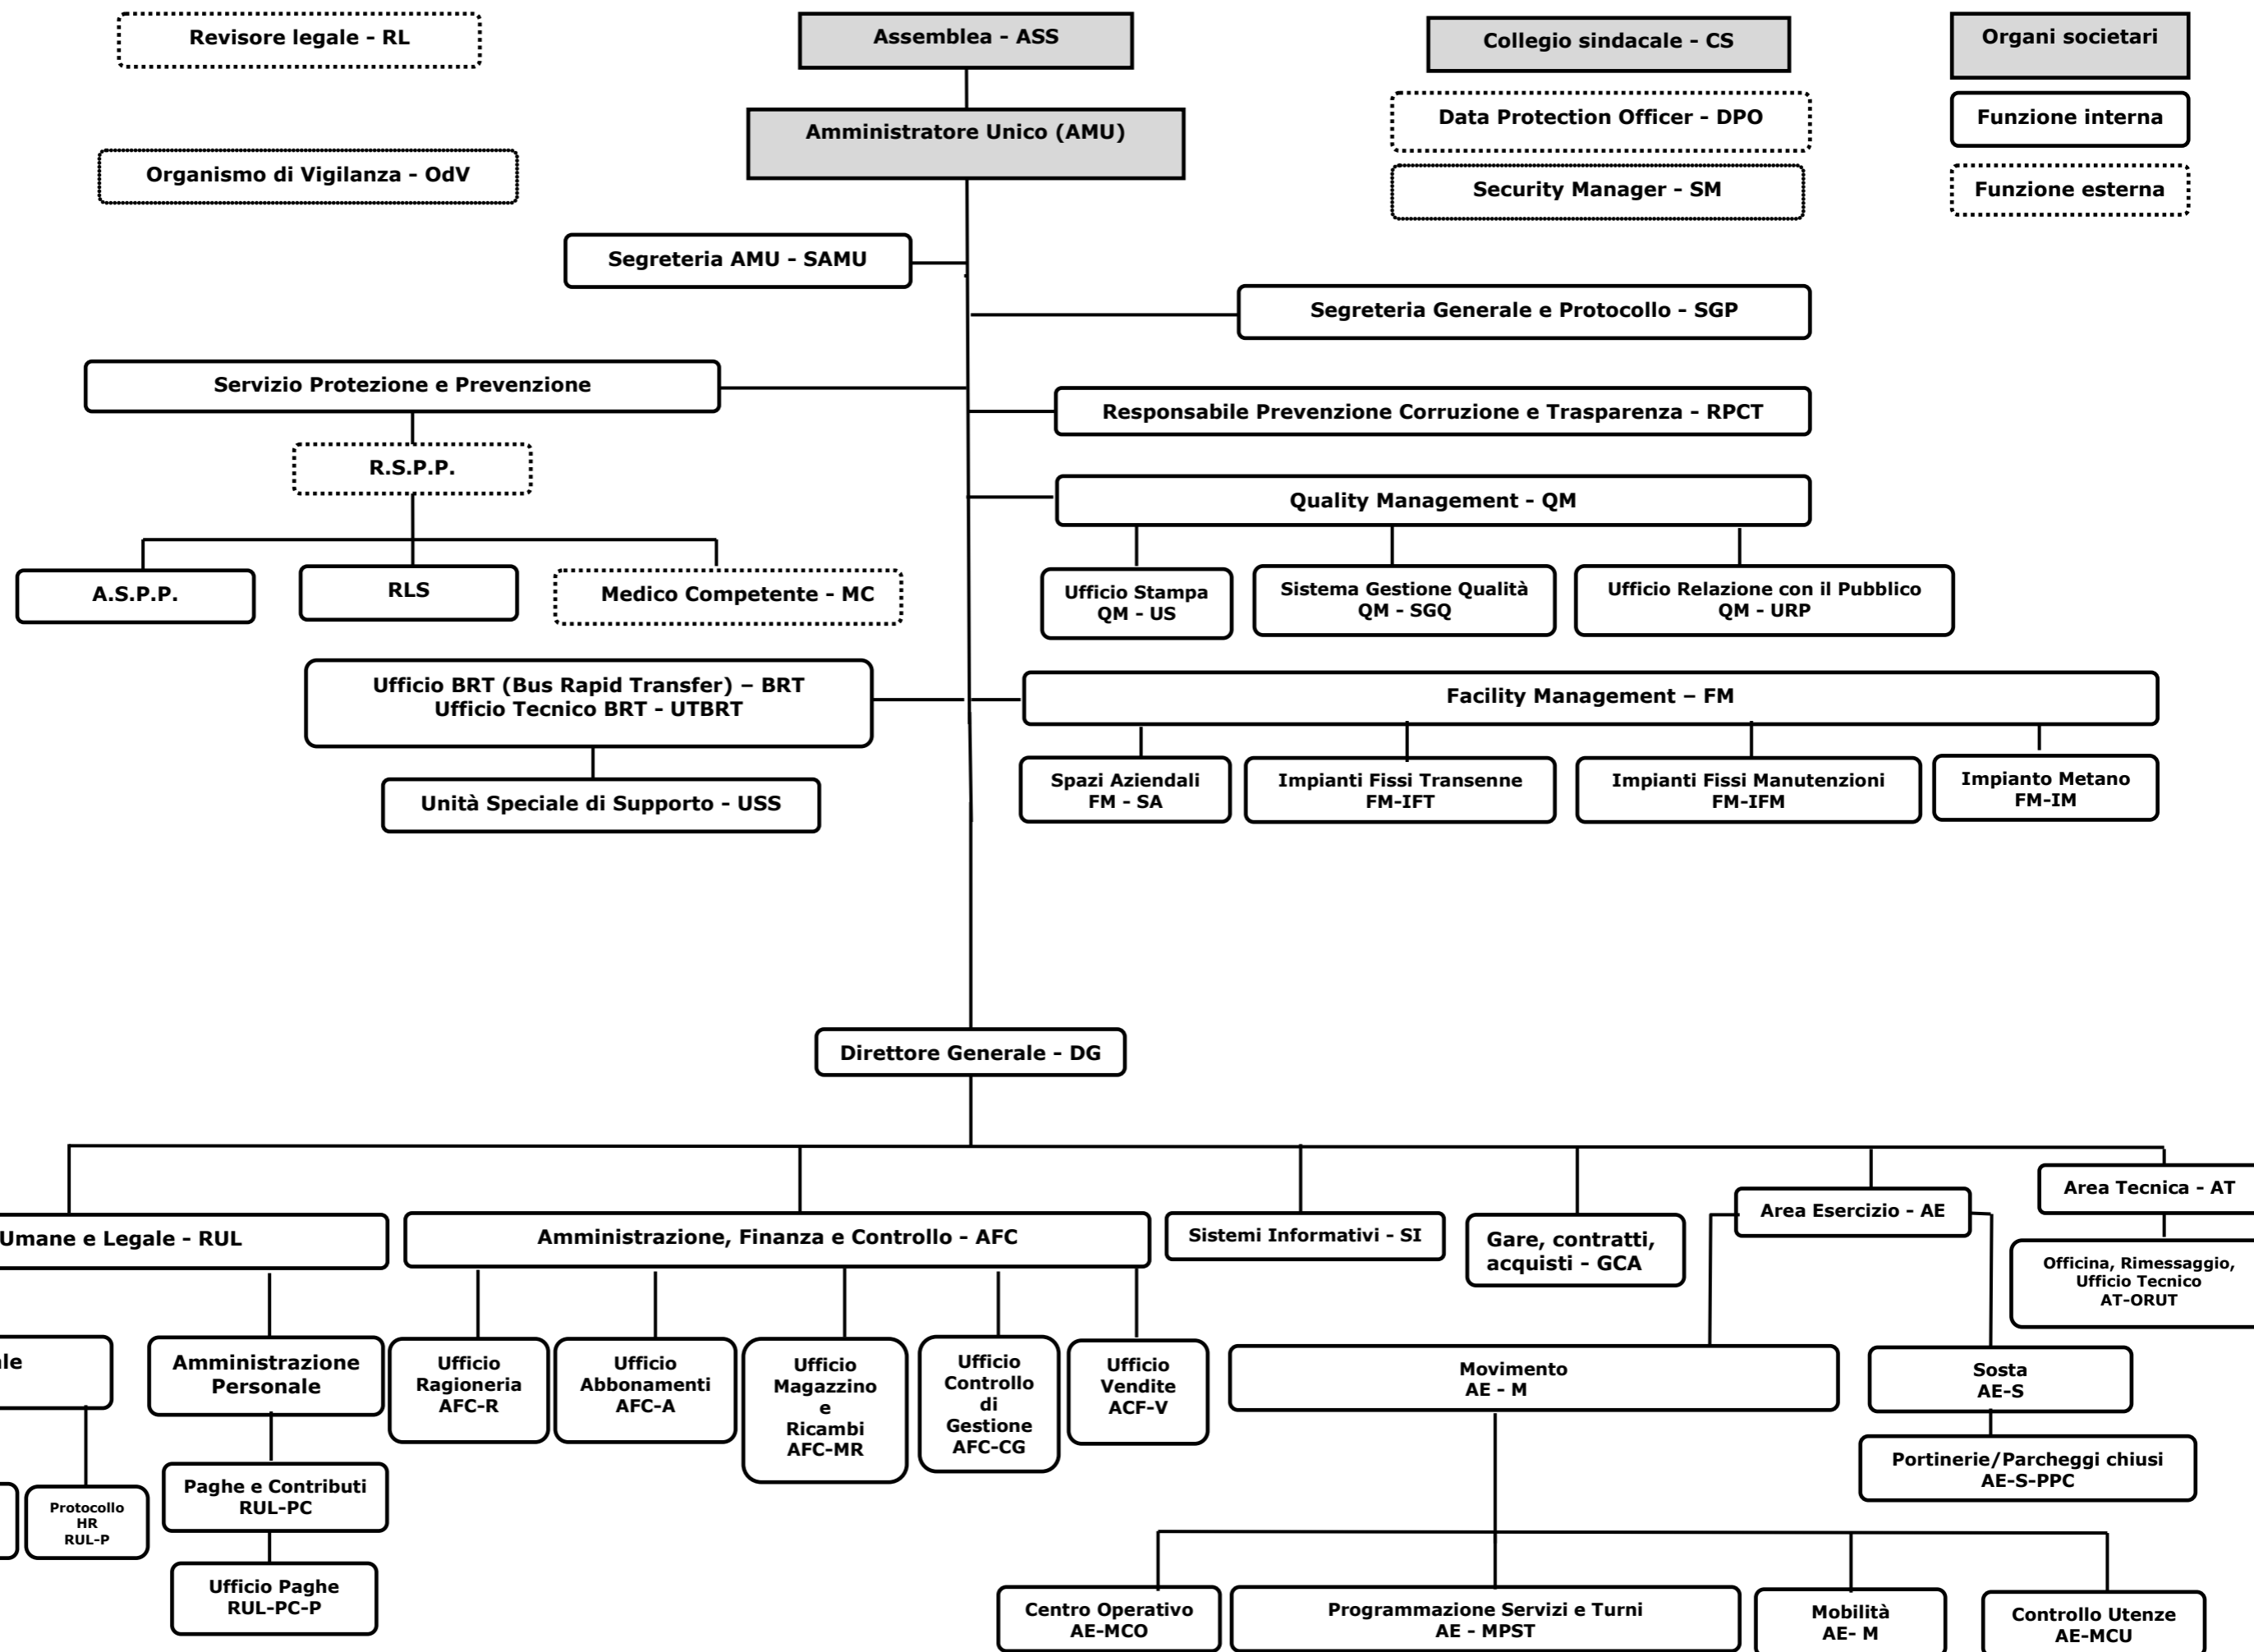 Revisore legale - RL
Assemblea - ASS
Collegio sindacale - CS
Organi societari
Data Protection Officer - DPO
Funzione interna
Amministratore Unico (AMU)
Organismo di Vigilanza - OdV
Security Manager - SM
Funzione esterna
Segreteria AMU - SAMU
Segreteria Generale e Protocollo - SGP
Servizio Protezione e Prevenzione
Responsabile Prevenzione Corruzione e Trasparenza - RPCT
R.S.P.P.
Quality Management - QM
A.S.P.P.
RLS
Medico Competente - MC
Ufficio Stampa
QM - US
Sistema Gestione Qualità
QM - SGQ
Ufficio Relazione con il Pubblico
QM - URP
Ufficio BRT (Bus Rapid Transfer) – BRT
Ufficio Tecnico BRT - UTBRT
Facility Management – FM
Unità Speciale di Supporto - USS
Spazi Aziendali
FM - SA
Impianti Fissi Transenne
FM-IFT
Impianti Fissi Manutenzioni
FM-IFM
Impianto Metano
FM-IM
Direttore Generale - DG
Umane e Legale - RUL
Amministrazione, Finanza e Controllo - AFC
Sistemi Informativi - SI
Gare, contratti,
acquisti - GCA
Area Esercizio - AE
Area Tecnica - AT
Officina, Rimessaggio,
Ufficio Tecnico
AT-ORUT
le
Amministrazione
Personale
Ufficio
Ragioneria
AFC-R
Ufficio
Abbonamenti
AFC-A
Ufficio
Magazzino
e
Ricambi
AFC-MR
Ufficio
Controllo
di
Gestione
AFC-CG
Ufficio
Vendite
ACF-V
Movimento
AE - M
Sosta
AE-S
Portinerie/Parcheggi chiusi
AE-S-PPC
Protocollo
HR
RUL-P
Paghe e Contributi
RUL-PC
Ufficio Paghe
RUL-PC-P
Centro Operativo
AE-MCO
Programmazione Servizi e Turni
AE - MPST
Mobilità
AE- M
Controllo Utenze
AE-MCU